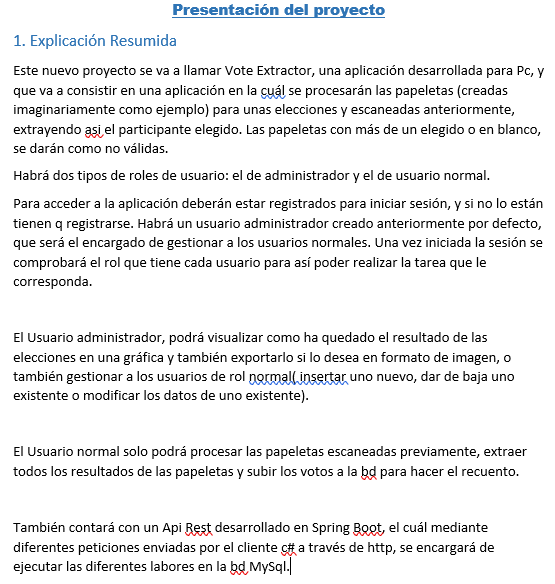 Presentación del proyecto
1. Explicación Resumida
Este nuevo proyecto se va a llamar Vote Extractor, una aplicación desarrollada para Pc, y
que va a consistir en una aplicación en la cuál se procesarán las papeletas (creadas
imaginariamente como ejemplo) para unas elecciones y escaneadas anteriormente,
extrayendo asi el participante elegido. Las papeletas con más de un elegido o en blanco,
se darán como no válidas.
Habrá dos tipos de roles de usuario: el de administrador y el de usuario normal.
Para acceder a la aplicación deberán estar registrados para iniciar sesión, y si no lo están
tienen q registrarse. Habrá un usuario administrador creado anteriormente por defecto,
que será el encargado de gestionar a los usuarios normales. Una vez iniciada la sesión se
comprobará el rol que tiene cada usuario para así poder realizar la tarea que le
corresponda.
El Usuario administrador, podrá visualizar como ha quedado el resultado de las
elecciones en una gráfica y también exportarlo si lo desea en formato de imagen, o
también gestionar a los usuarios de rol normal( insertar uno nuevo, dar de baja uno
existente o modificar los datos de uno existente).
El Usuario normal solo podrá procesar las papeletas escaneadas previamente, extraer
todos los resultados de las papeletas y subir los votos a la bd para hacer el recuento.
También contará con un Api Rest desarrollado en Spring Boot, el cuál mediante
diferentes peticiones enviadas por el cliente c# a través de http, se encargará de
ejecutar las diferentes labores en la bd MySql.